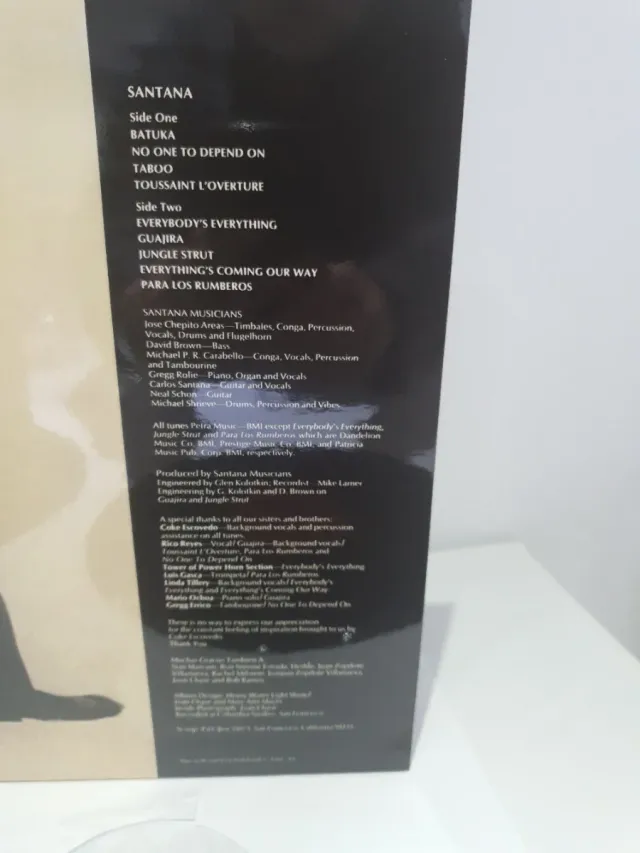 SANTANA
Side One
BATUKA
NO ONE TO DEPEND ON
TABOO
TOUSSAINT L'OVERTURE
Side Two
EVERYBODY'S EVERYTHING
GUAJIRA
JUNGLE STRUT
EVERYTHING'S COMING OUR WAY
PARA LOS RUMBEROS
SANTANA MUSICIANS
Jose Chepito Areas—Timbales, Conga, Percussion,
Vocals, Drums and Flugelhorn
David Brown—Bass
Michael P. R. Carabello—Conga, Vocals, Percussion
and Tambourine
Gregg Rolie—Piano, Organ and Vocals
Carlos Santana—Guitar and Vocals
Neal Schon—Guitar
Michael Shrieve—Drums, Percussion and Vibes
All tunes Petra Music—BMI except Everybody's Everything,
Jungle Strut and Para Los Rumberos which are Dandelion
Music Co. BMI, Prestige Music Co. BMI, and Patricia
Music Pub. Corp. BMI, respectively.
Produced by Santana Musicians
Engineered by Glen Kolotkin, Recordist—Mike Larner
Engineering by G. Kolotkin and D. Brown on
Guajira and Jungle Strut
A special thanks to all our sisters and brothers:
Coke Escovedo—Background vocals and percussion
assistance on all tunes.
Rico Reyes—Vocal/ Guajira—Background vocals/
Toussaint L'Overture, Para Los Rumberos and
No One To Depend On
Tower of Power Horn Section—Everybody's Everything
Luis Gasca—Trumpets/ Para Los Rumberos
Linda Tillery—Background vocals/ Everybody's
Everything and Everything's Coming Our Way
Mario Ochoa—Piano solo/ Guajira
Gregg Errico—Tambourine/ No One To Depend On
There is no way to express our appreciation
for the constant feeling of inspiration brought to us by
Coke Escovedo
Thank You